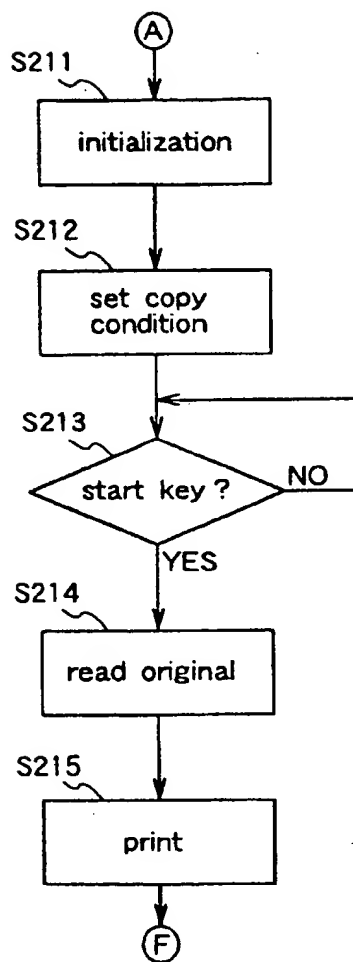 A
S211
initialization
S212
set copy
condition
S213
start key ?
NO
YES
S214
read original
S215
print
F